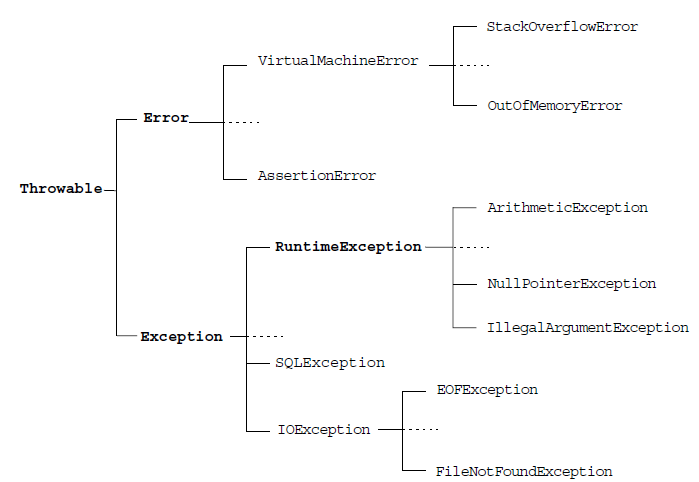 StackOverflowError
VirtualMachineError
OutOfMemoryError
Error
AssertionError
Throwable
ArithmeticException
RuntimeException
NullPointerException
IllegalArgumentException
Exception
SQLException
EOFException
IOException
FileNotFoundException